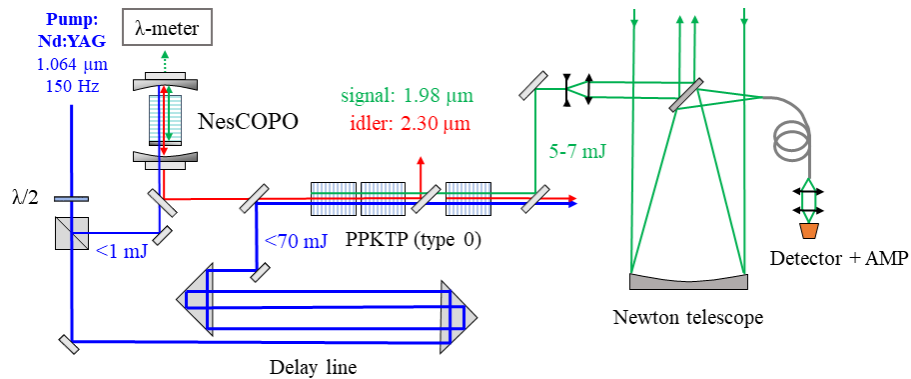 Pump:
Nd:YAG
1.064 µm
150 Hz
λ-meter
NesCOPO
signal: 1.98 µm
idler: 2.30 µm
5-7 mJ
λ/2
<1 mJ
<70 mJ
PPKTP (type 0)
Detector + AMP
Newton telescope
Delay line